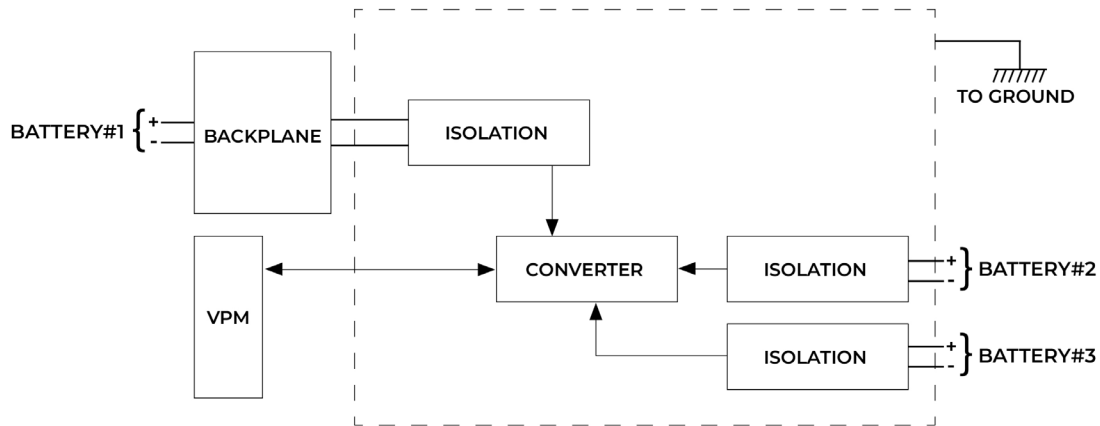 TO GROUND
BATTERY#1
+
-
BACKPLANE
ISOLATION
CONVERTER
ISOLATION
+
-
BATTERY#2
VPM
ISOLATION
+
-
BATTERY#3